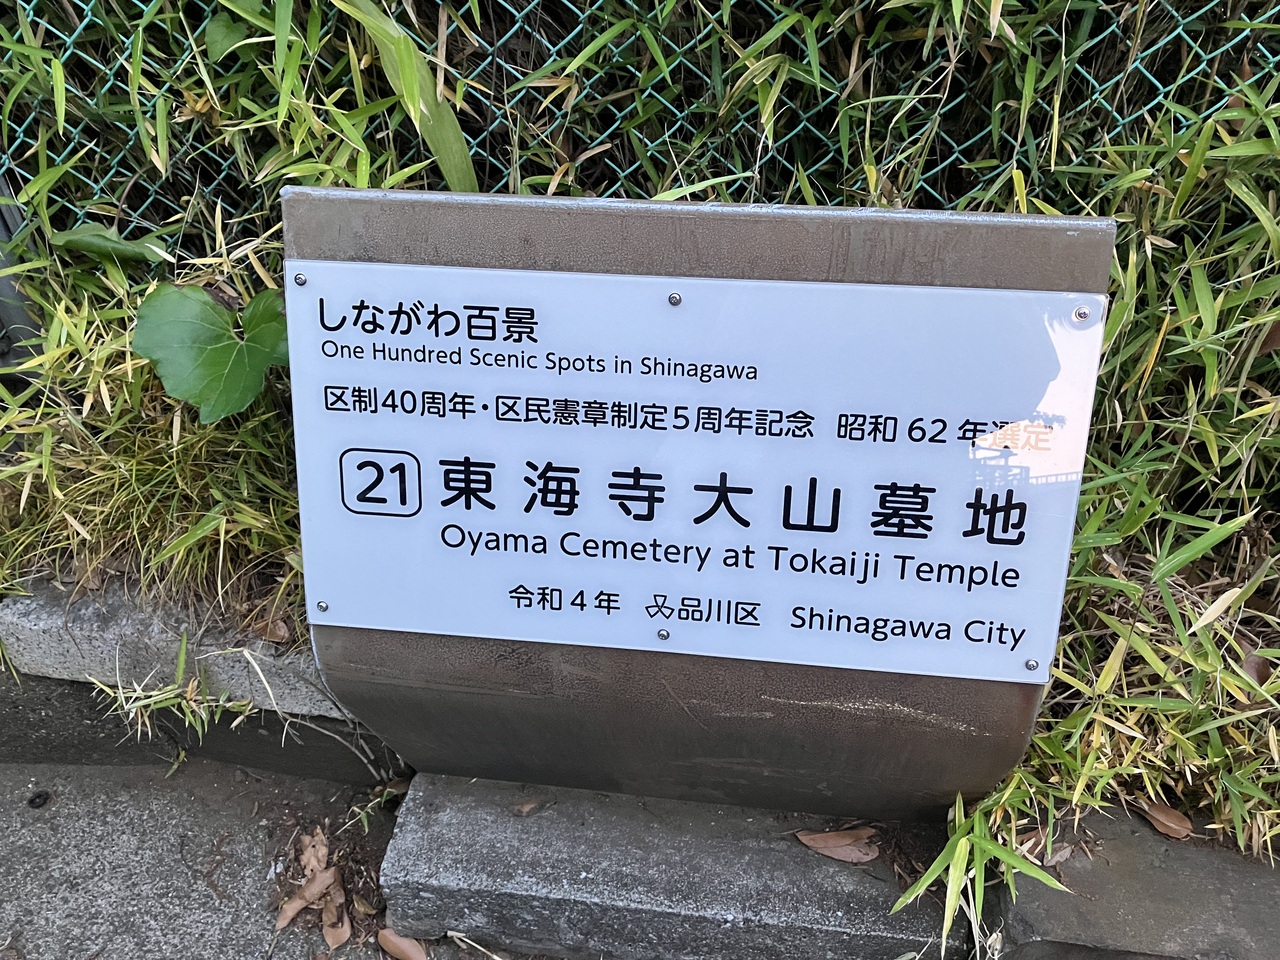 しながわ百景
One Hundred Scenic Spots in Shinagawa
区制40周年・区民憲章制定5周年記念 昭和62年選定
21 東海寺大山墓地
Oyama Cemetery at Tokaiji Temple
令和4年 品川区 Shinagawa City